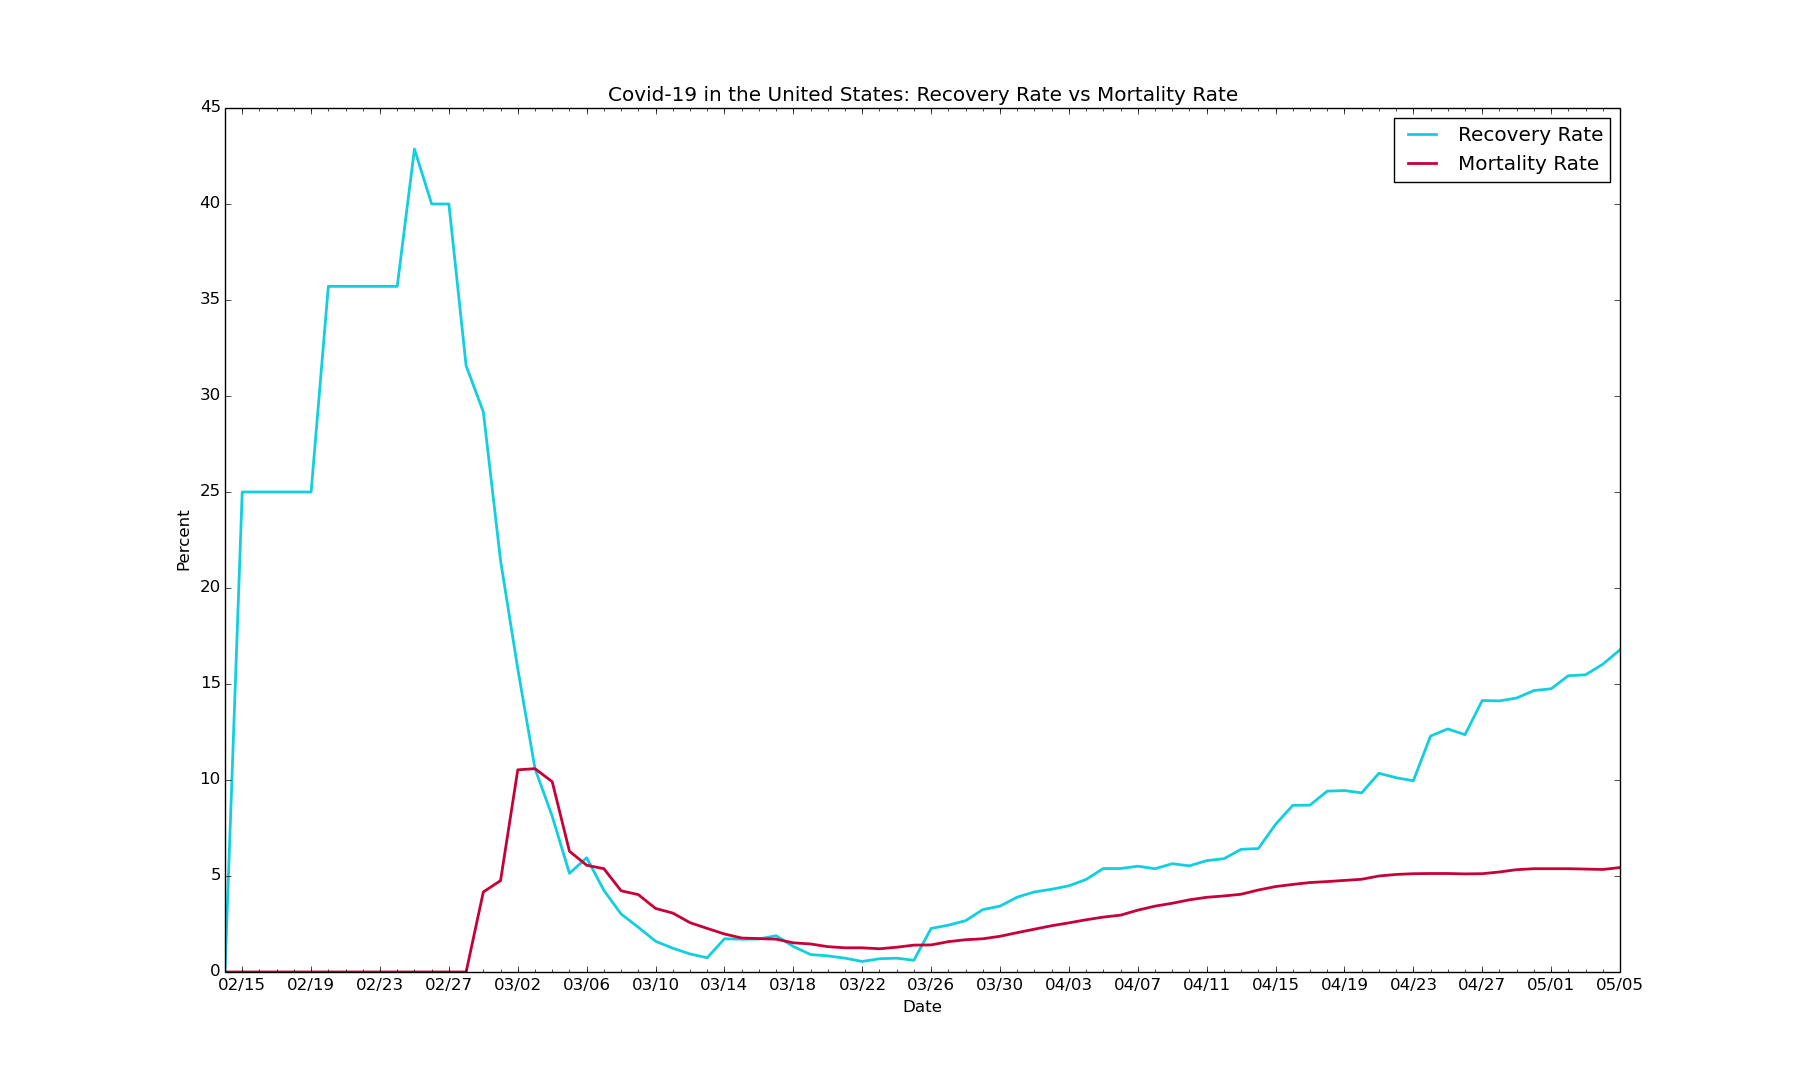 Covid-19 in the United States: Recovery Rate vs Mortality Rate
Recovery Rate
Mortality Rate
45
40
35
30
25
20
15
10
5
0
Percent
02/15 02/19 02/23 02/27 03/02 03/06 03/10 03/14 03/18 03/22 03/26 03/30 04/03 04/07 04/11 04/15 04/19 04/23 04/27 05/01 05/05
Date